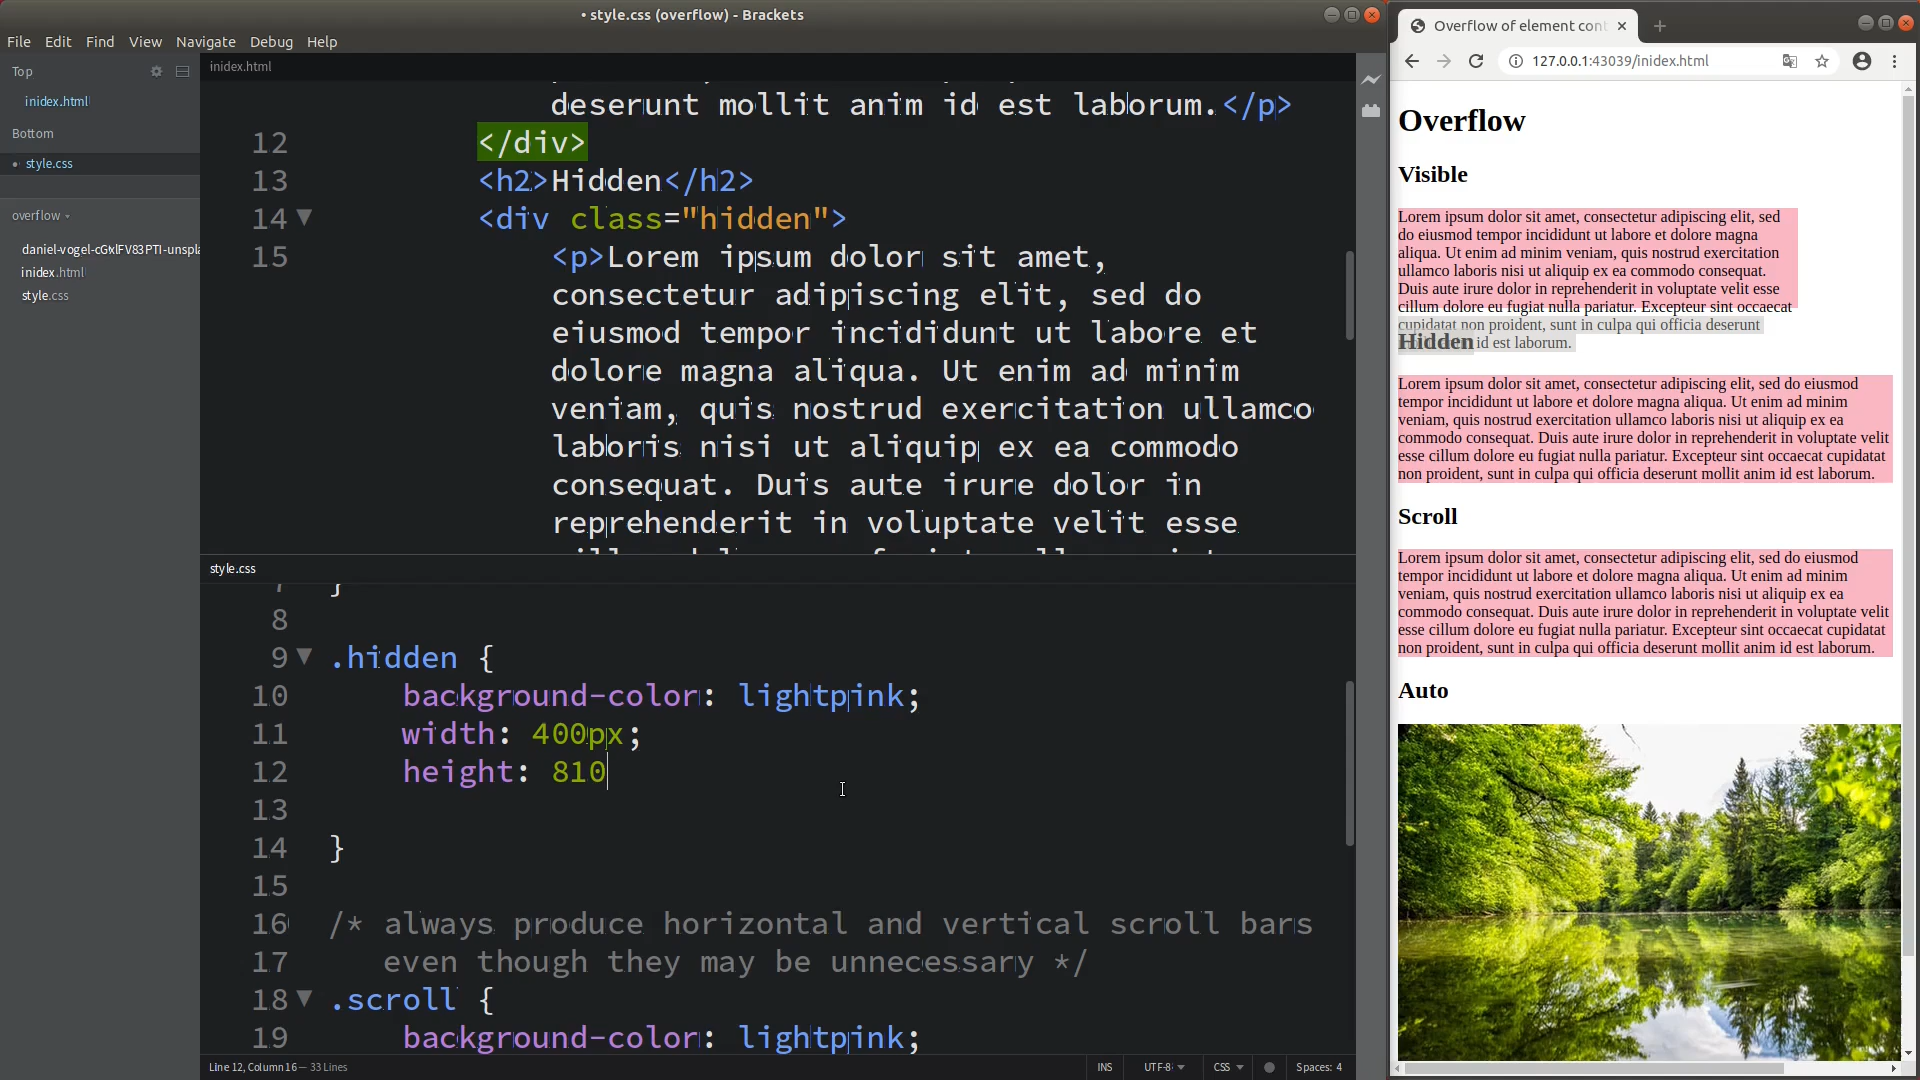 • style.css (overflow) - Brackets
File Edit Find View Navigate Debug Help
Top
inidex.html
Bottom
• style.css
overflow
daniel-vogel-cGxlFV83PTI-unspla
inidex.html
style.css
inidex.html
deserunt mollit anim id est laborum.</p>
12 </div>
13 <h2>Hidden</h2>
14 <div class="hidden">
15 <p>Lorem ipsum dolor sit amet,
consectetur adipiscing elit, sed do
eiusmod tempor incididunt ut labore et
dolore magna aliqua. Ut enim ad minim
veniam, quis nostrud exercitation ullamco
laboris nisi ut aliquip ex ea commodo
consequat. Duis aute irure dolor in
reprehenderit in voluptate velit esse
style.css
7 }
8
9 .hidden {
10 background-color: lightpink;
11 width: 400px;
12 height: 810
13
14 }
15
16 /* always produce horizontal and vertical scroll bars
17 even though they may be unnecessary */
18 .scroll {
19 background-color: lightpink;
Line 12, Column 16 — 33 Lines
INS UTF-8 CSS Spaces: 4
Overflow of element cont
127.0.0.1:43039/inidex.html
Overflow
Visible
Lorem ipsum dolor sit amet, consectetur adipiscing elit, sed
do eiusmod tempor incididunt ut labore et dolore magna
aliqua. Ut enim ad minim veniam, quis nostrud exercitation
ullamco laboris nisi ut aliquip ex ea commodo consequat.
Duis aute irure dolor in reprehenderit in voluptate velit esse
cillum dolore eu fugiat nulla pariatur. Excepteur sint occaecat
cupidatat non proident, sunt in culpa qui officia deserunt
Hidden id est laborum.
Lorem ipsum dolor sit amet, consectetur adipiscing elit, sed do eiusmod
tempor incididunt ut labore et dolore magna aliqua. Ut enim ad minim
veniam, quis nostrud exercitation ullamco laboris nisi ut aliquip ex ea
commodo consequat. Duis aute irure dolor in reprehenderit in voluptate velit
esse cillum dolore eu fugiat nulla pariatur. Excepteur sint occaecat cupidatat
non proident, sunt in culpa qui officia deserunt mollit anim id est laborum.
Scroll
Lorem ipsum dolor sit amet, consectetur adipiscing elit, sed do eiusmod
tempor incididunt ut labore et dolore magna aliqua. Ut enim ad minim
veniam, quis nostrud exercitation ullamco laboris nisi ut aliquip ex ea
commodo consequat. Duis aute irure dolor in reprehenderit in voluptate velit
esse cillum dolore eu fugiat nulla pariatur. Excepteur sint occaecat cupidatat
non proident, sunt in culpa qui officia deserunt mollit anim id est laborum.
Auto